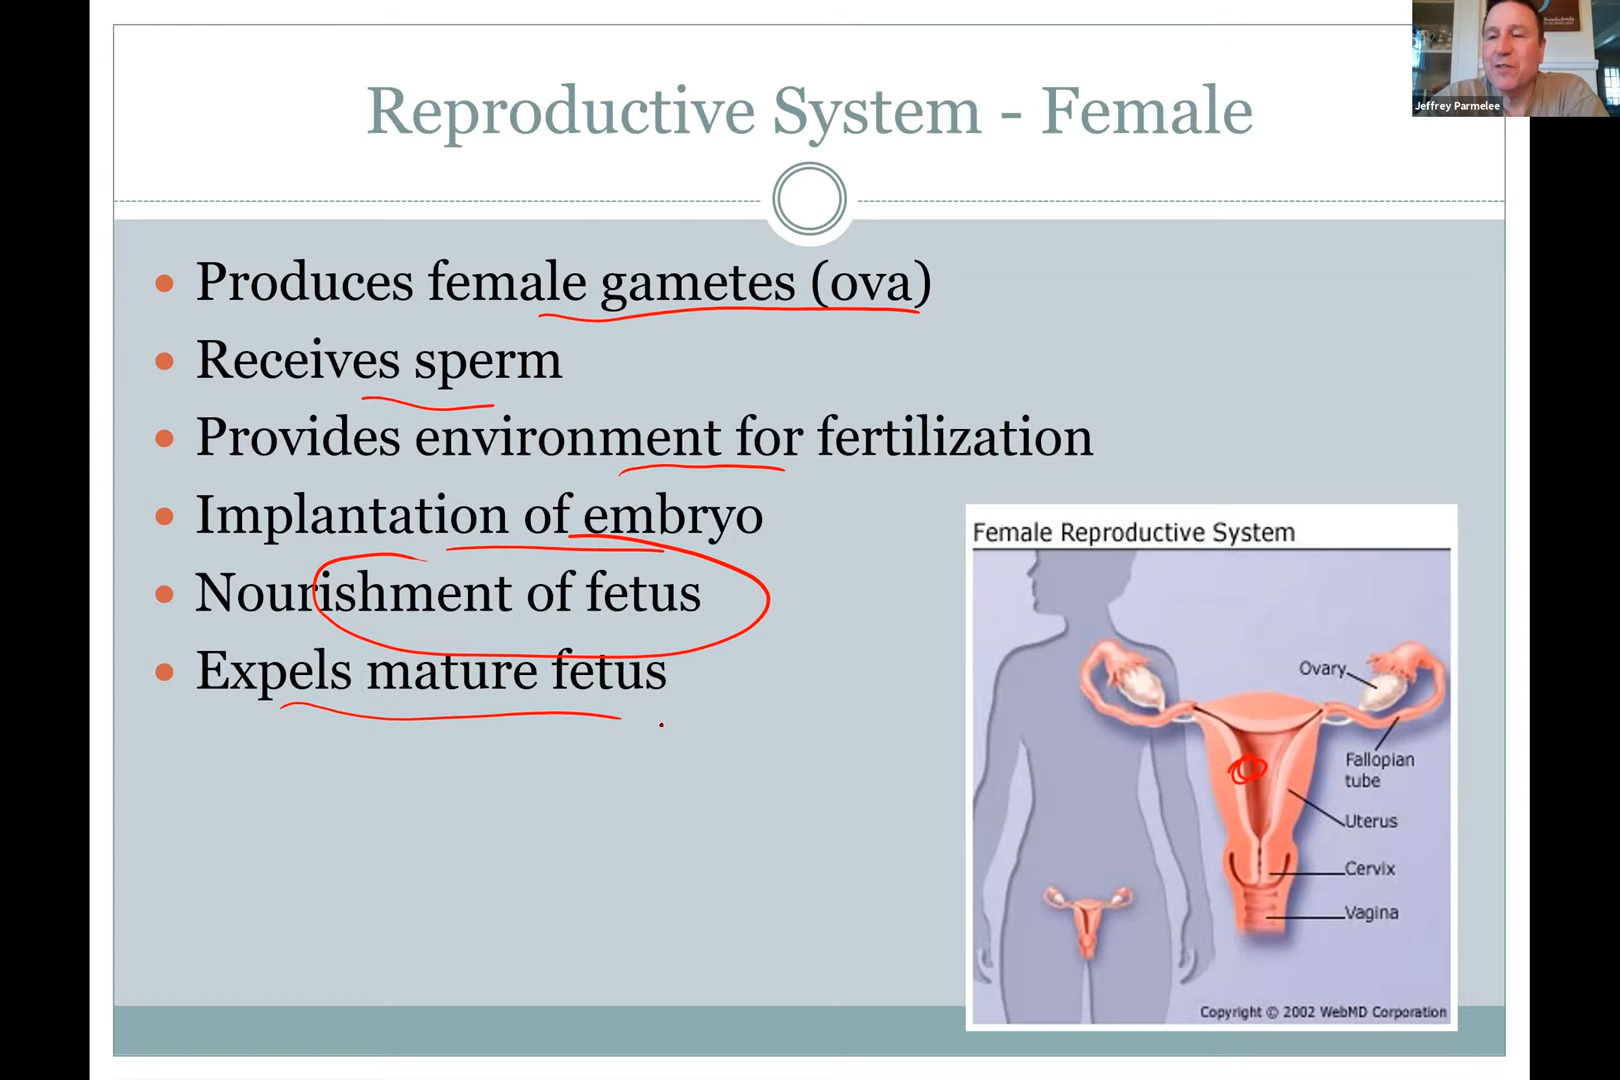 Reproductive System - Female
Jeffrey Parmelee
Produces female gametes (ova)
Receives sperm
Provides environment for fertilization
Implantation of embryo
Nourishment of fetus
Expels mature fetus
Female Reproductive System
Ovary
Fallopian
tube
Uterus
Cervix
Vagina
Copyright © 2002 WebMD Corporation